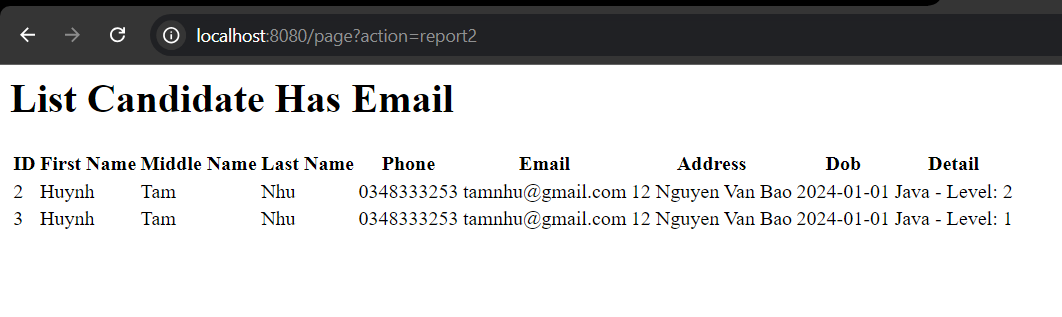 localhost:8080/page?action=report2
List Candidate Has Email
ID First Name Middle Name Last Name Phone Email Address Dob Detail
2 Huynh Tam Nhu 0348333253 tamnhu@gmail.com 12 Nguyen Van Bao 2024-01-01 Java - Level: 2
3 Huynh Tam Nhu 0348333253 tamnhu@gmail.com 12 Nguyen Van Bao 2024-01-01 Java - Level: 1